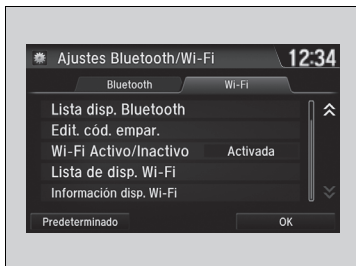 Ajustes Bluetooth/Wi-Fi 12:34
Bluetooth Wi-Fi
Lista disp. Bluetooth
Edit. cód. empar.
Wi-Fi Activo/Inactivo Activada
Lista de disp. Wi-Fi
Información disp. Wi-Fi
Predeterminado OK